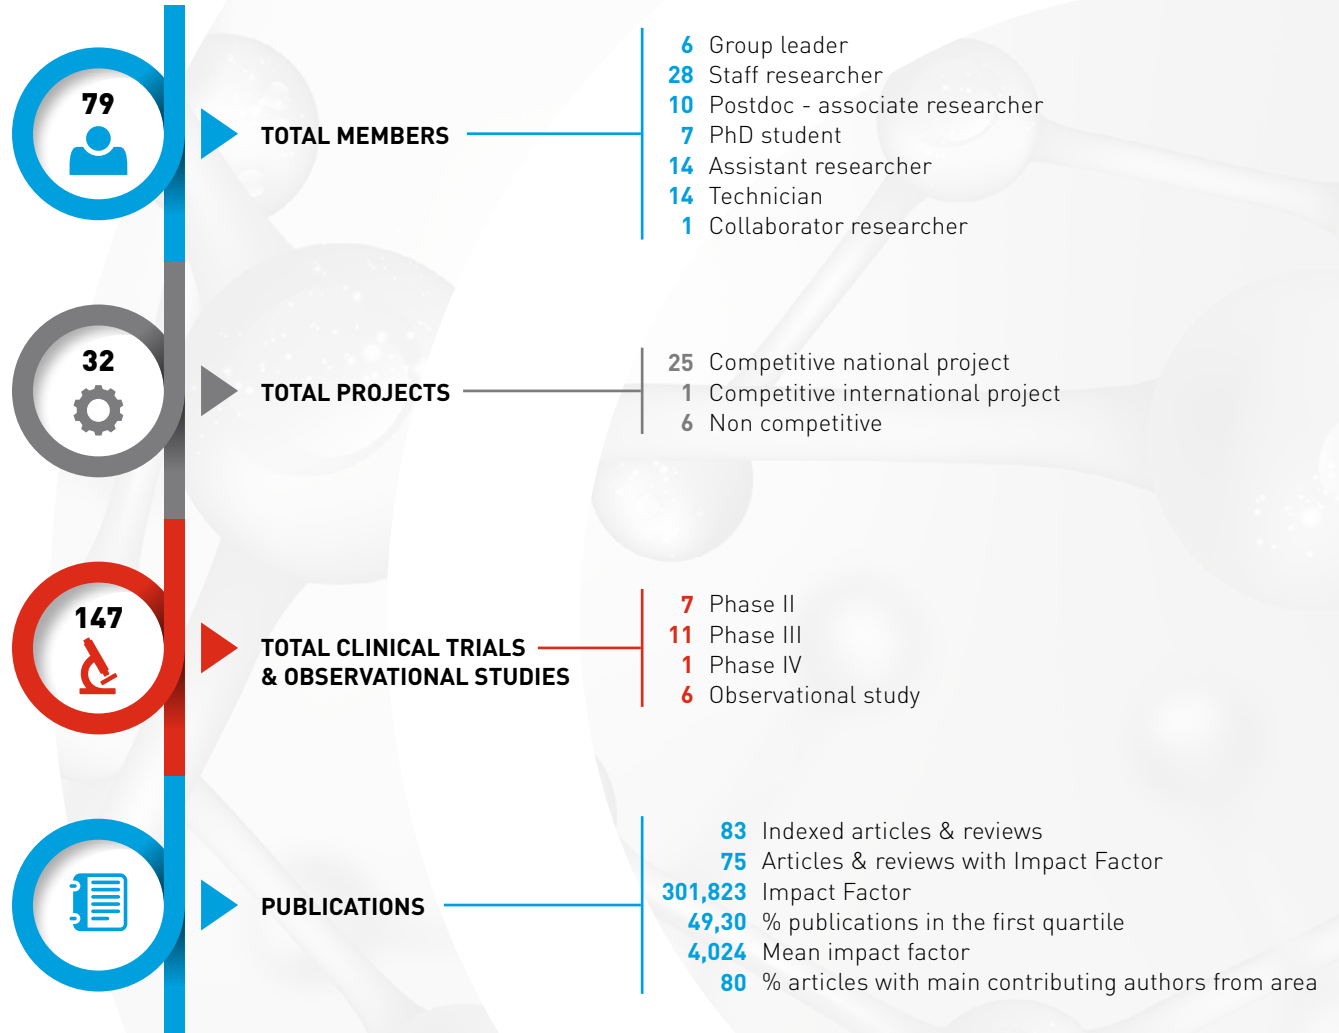 79
TOTAL MEMBERS
6 Group leader
28 Staff researcher
10 Postdoc - associate researcher
7 PhD student
14 Assistant researcher
14 Technician
1 Collaborator researcher
32
TOTAL PROJECTS
25 Competitive national project
1 Competitive international project
6 Non competitive
147
TOTAL CLINICAL TRIALS
& OBSERVATIONAL STUDIES
7 Phase II
11 Phase III
1 Phase IV
6 Observational study
PUBLICATIONS
83 Indexed articles & reviews
75 Articles & reviews with Impact Factor
301,823 Impact Factor
49,30 % publications in the first quartile
4,024 Mean impact factor
80 % articles with main contributing authors from area